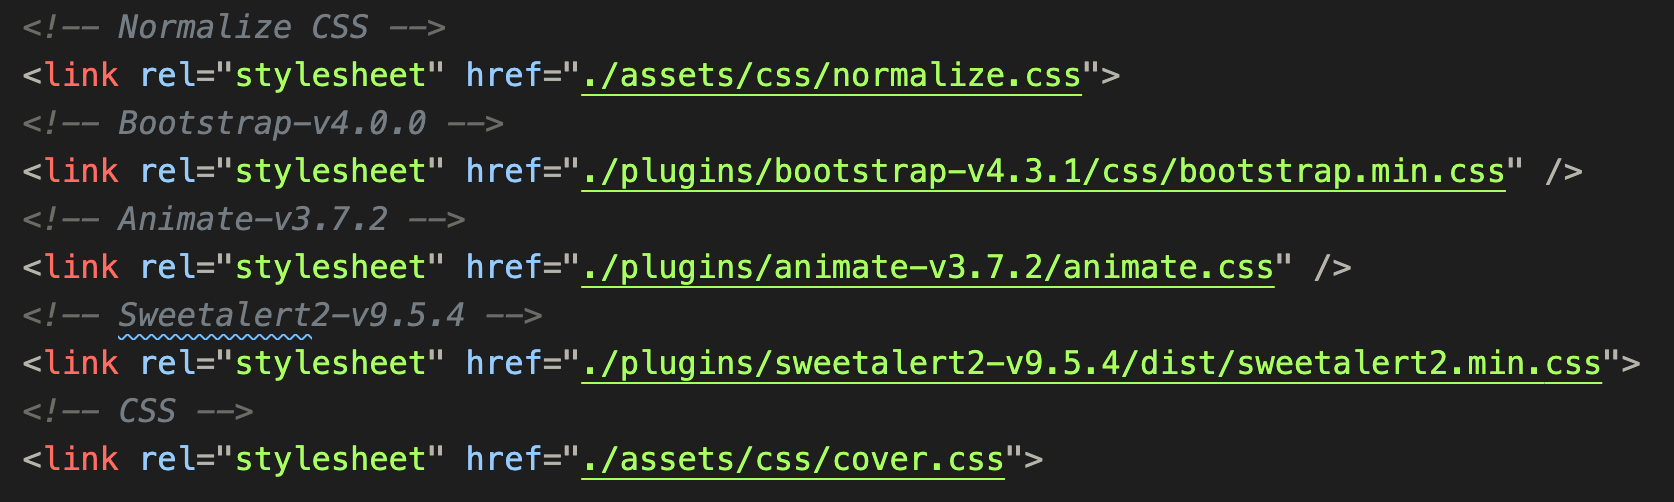 <!-- Normalize CSS -->
<link rel="stylesheet" href="./assets/css/normalize.css">
<!-- Bootstrap-v4.0.0 -->
<link rel="stylesheet" href="./plugins/bootstrap-v4.3.1/css/bootstrap.min.css" />
<!-- Animate-v3.7.2 -->
<link rel="stylesheet" href="./plugins/animate-v3.7.2/animate.css" />
<!-- Sweetalert2-v9.5.4 -->
<link rel="stylesheet" href="./plugins/sweetalert2-v9.5.4/dist/sweetalert2.min.css">
<!-- CSS -->
<link rel="stylesheet" href="./assets/css/cover.css">